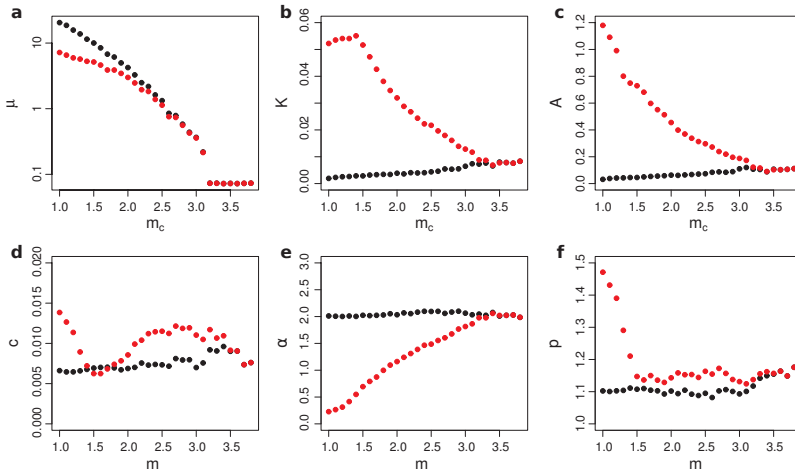 a
10
1
0.1
μ
1.0 1.5 2.0 2.5 3.0 3.5
m_c
b
0.06
0.04
0.02
0.00
K
1.0 1.5 2.0 2.5 3.0 3.5
m_c
c
1.2
1.0
0.8
0.6
0.4
0.2
0.0
A
1.0 1.5 2.0 2.5 3.0 3.5
m_c
d
0.020
0.015
0.010
0.005
0.000
c
1.0 1.5 2.0 2.5 3.0 3.5
m
e
3.0
2.5
2.0
1.5
1.0
0.5
0.0
α
1.0 1.5 2.0 2.5 3.0 3.5
m
f
1.5
1.4
1.3
1.2
1.1
1.0
p
1.0 1.5 2.0 2.5 3.0 3.5
m